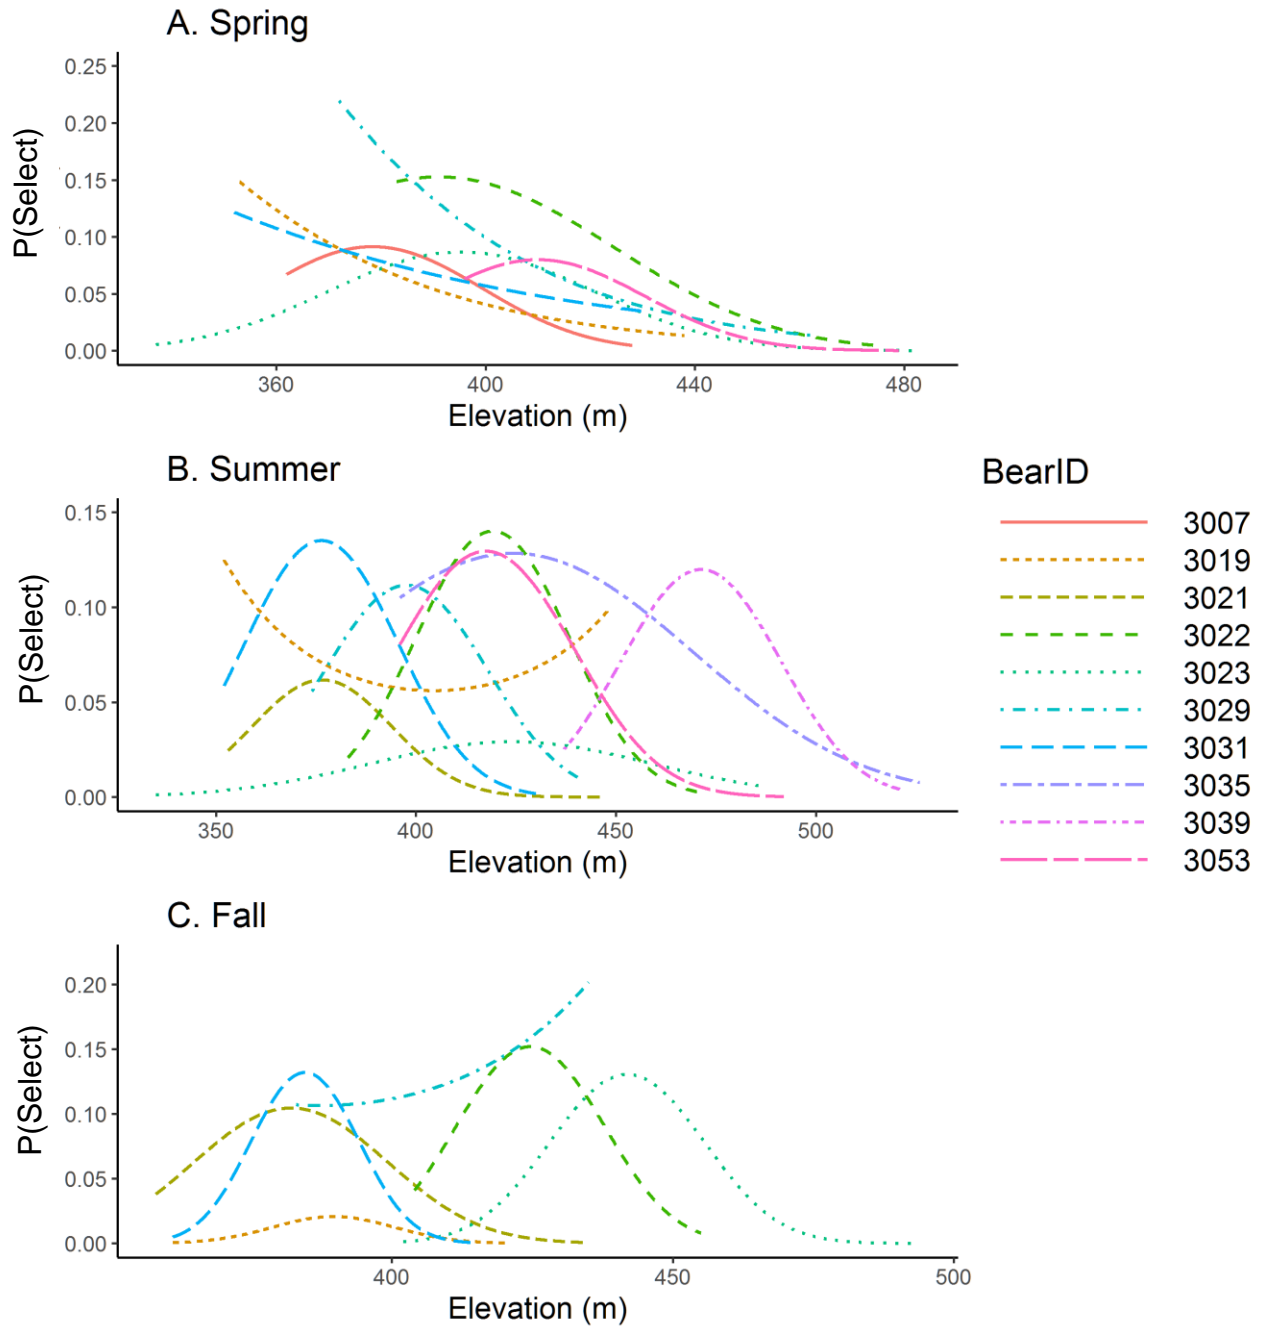 A. Spring
0.25
0.20
0.15
0.10
0.05
0.00
P(Select)
360 400 440 480
Elevation (m)
B. Summer
0.15
0.10
0.05
0.00
P(Select)
350 400 450 500
Elevation (m)
BearID
3007
3019
3021
3022
3023
3029
3031
3035
3039
3053
C. Fall
0.20
0.15
0.10
0.05
0.00
P(Select)
400 450 500
Elevation (m)